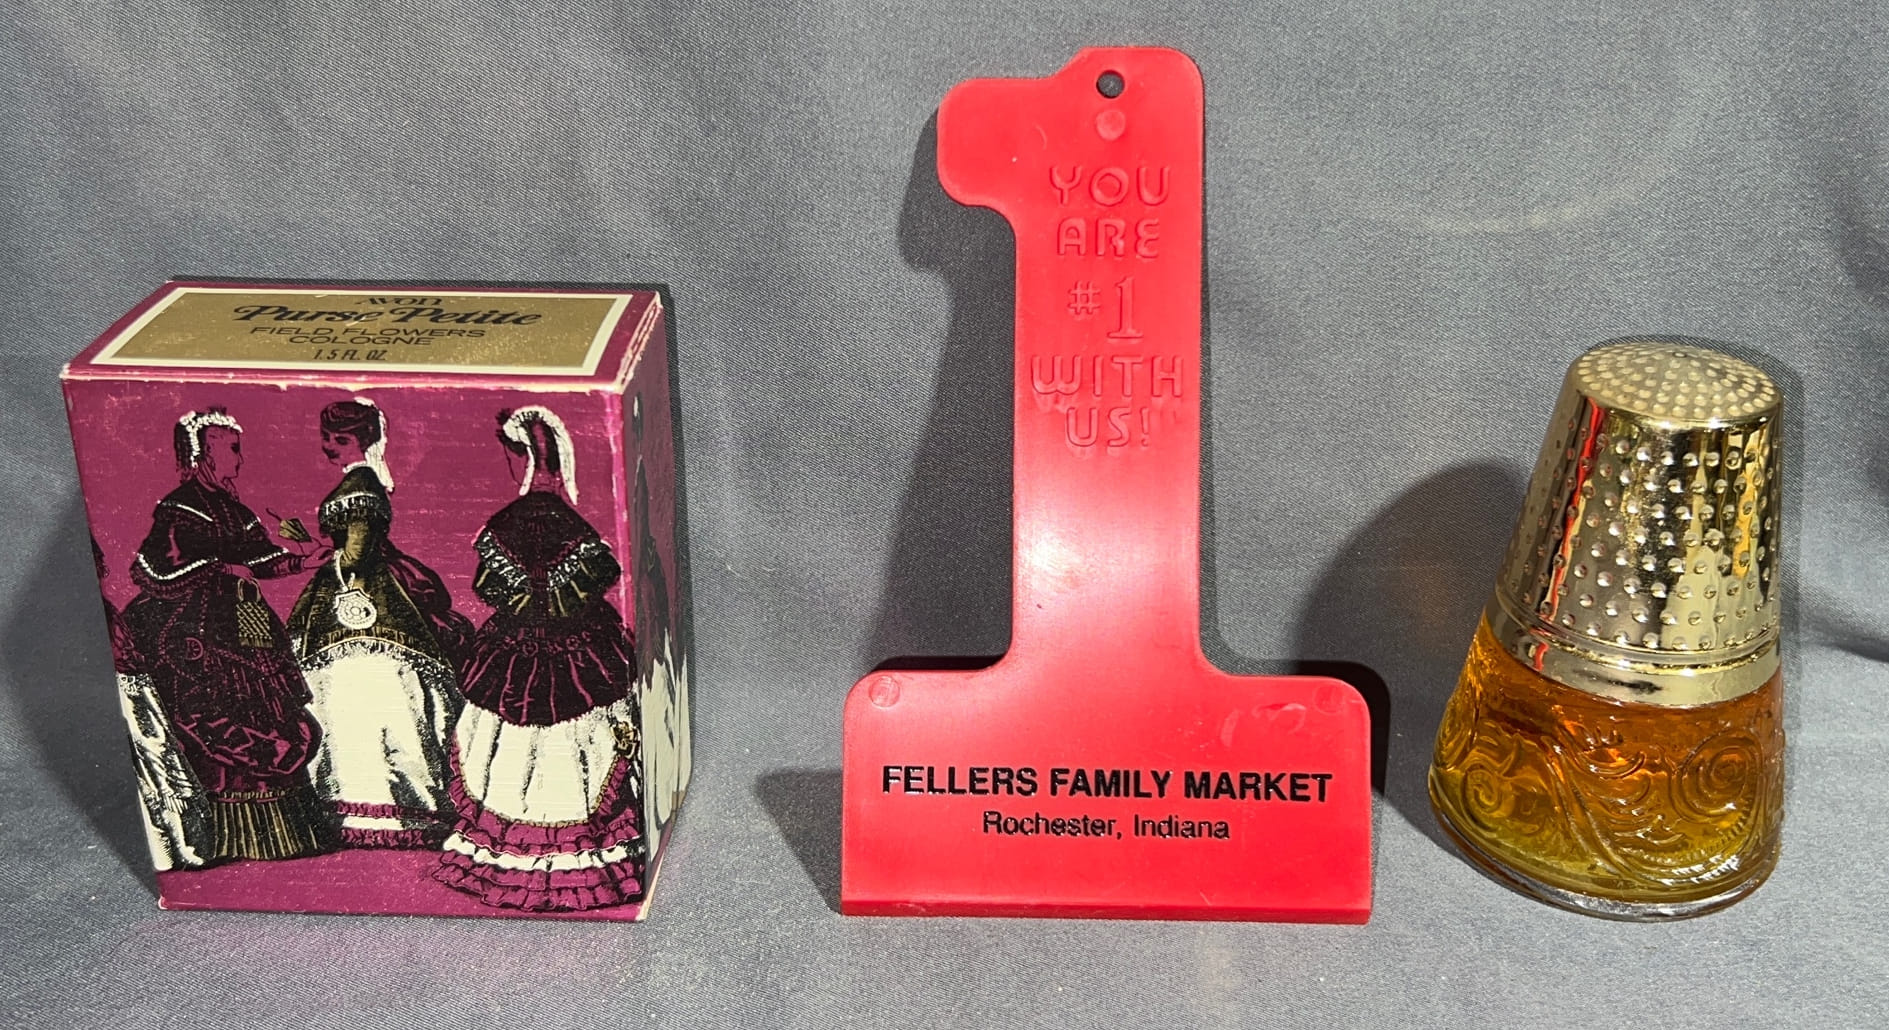 AVON
Purse Petite
FIELD FLOWERS
COLOGNE
1.5 FL. OZ.
YOU
ARE
#1
WITH
US!
FELLERS FAMILY MARKET
Rochester, Indiana